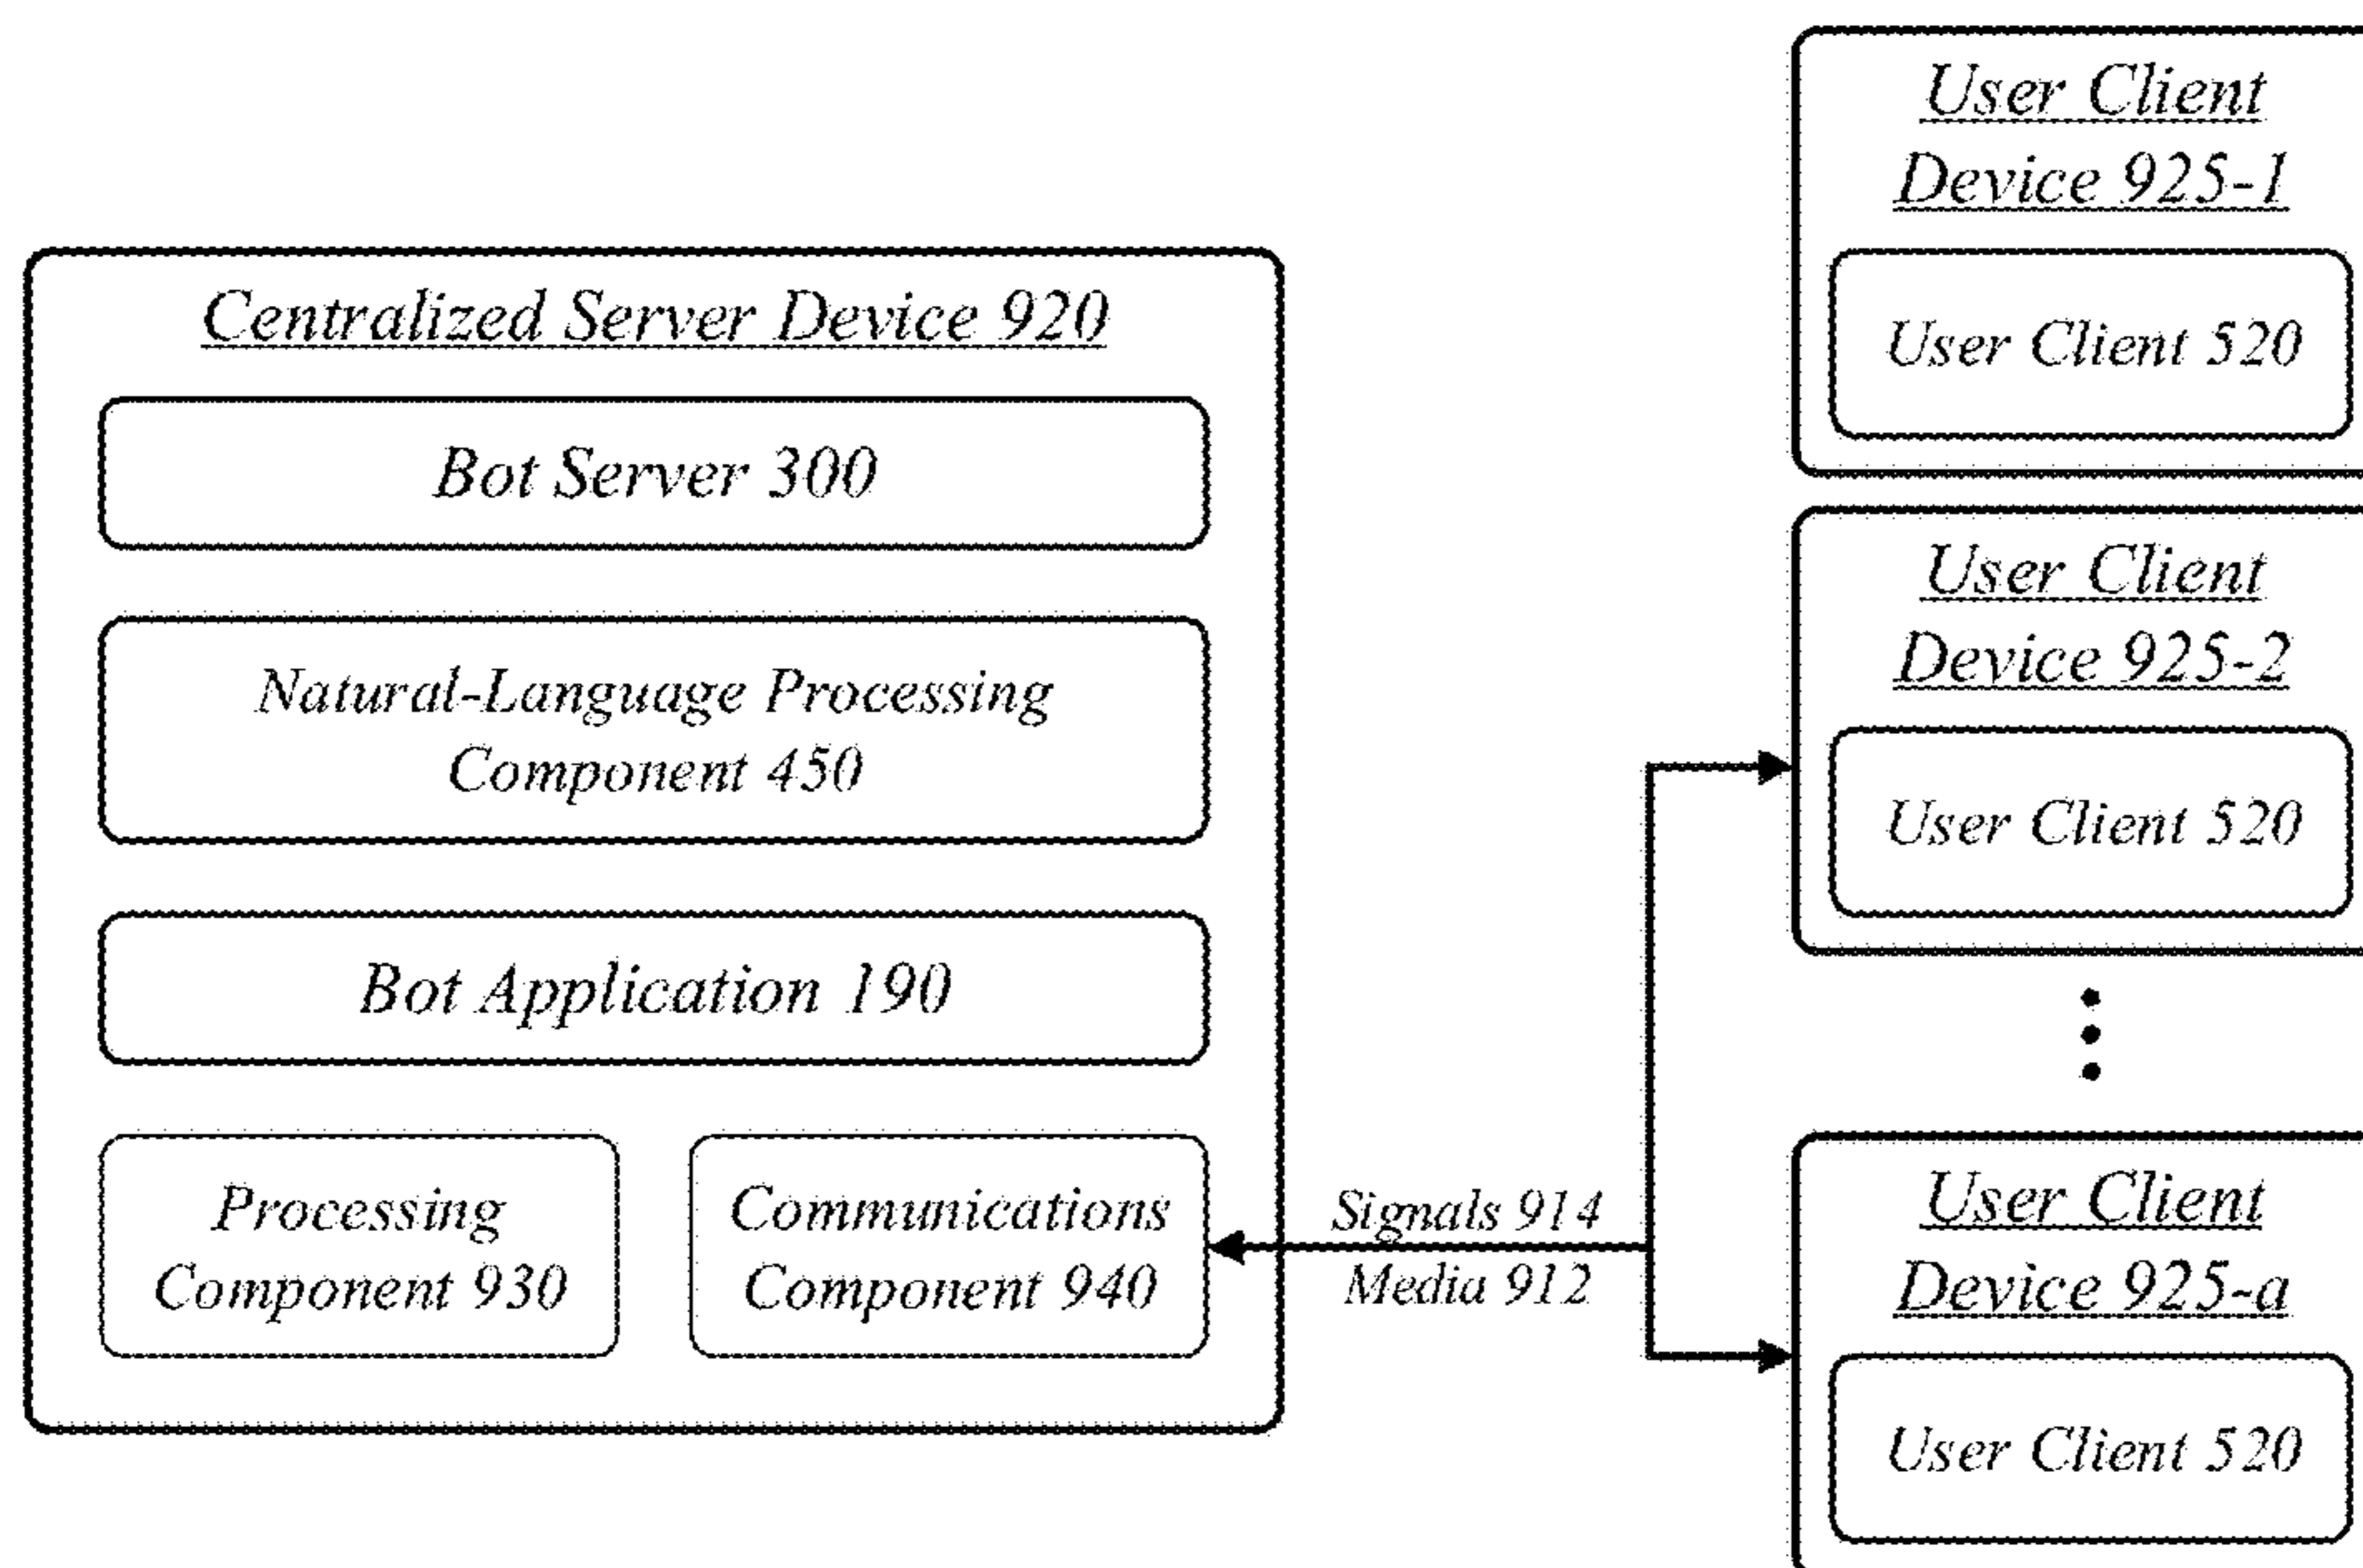 Centralized Server Device 920
Bot Server 300
Natural-Language Processing
Component 450
Bot Application 190
Processing
Component 930
Communications
Component 940
Signals 914
Media 912
User Client
Device 925-1
User Client 520
User Client
Device 925-2
User Client 520
User Client
Device 925-a
User Client 520